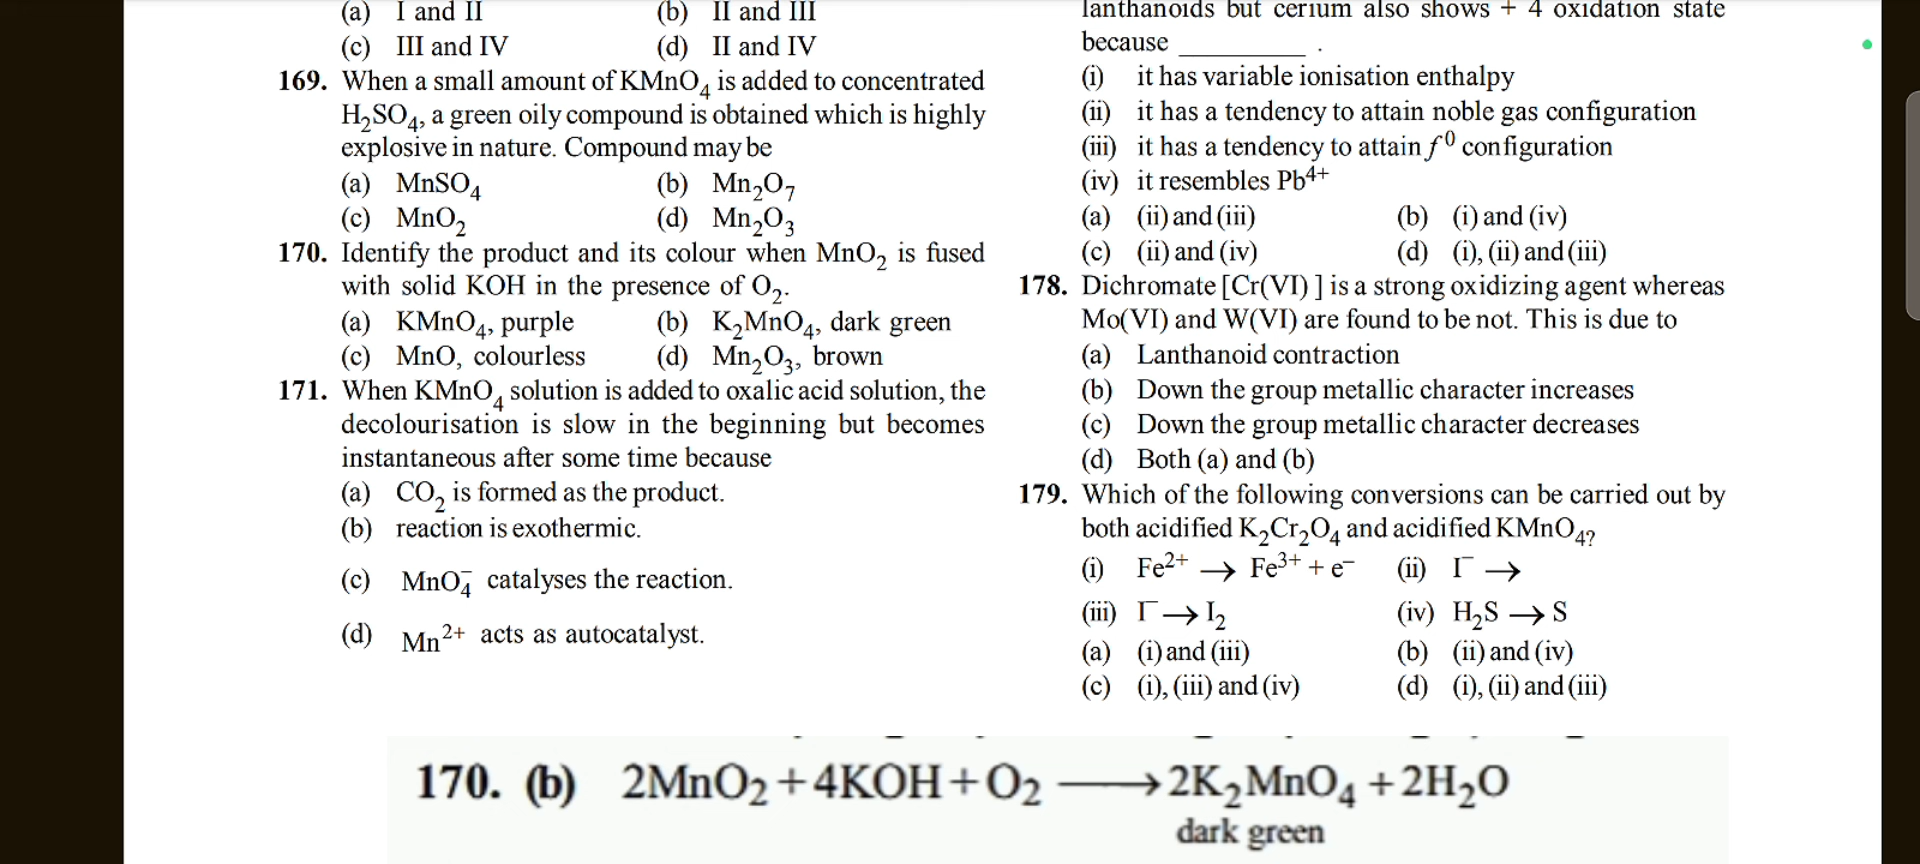 (a) I and II (b) II and III
(c) III and IV (d) II and IV
169. When a small amount of KMnO4 is added to concentrated
H2SO4, a green oily compound is obtained which is highly
explosive in nature. Compound may be
(a) MnSO4 (b) Mn2O7
(c) MnO2 (d) Mn2O3
170. Identify the product and its colour when MnO2 is fused
with solid KOH in the presence of O2.
(a) KMnO4, purple (b) K2MnO4, dark green
(c) MnO, colourless (d) Mn2O3, brown
171. When KMnO4 solution is added to oxalic acid solution, the
decolourisation is slow in the beginning but becomes
instantaneous after some time because
(a) CO2 is formed as the product.
(b) reaction is exothermic.
(c) MnO4− catalyses the reaction.
(d) Mn2+ acts as autocatalyst.
lanthanoids but cerium also shows + 4 oxidation state
because __________ .
(i) it has variable ionisation enthalpy
(ii) it has a tendency to attain noble gas configuration
(iii) it has a tendency to attain f0 configuration
(iv) it resembles Pb4+
(a) (ii) and (iii) (b) (i) and (iv)
(c) (ii) and (iv) (d) (i), (ii) and (iii)
178. Dichromate [Cr(VI) ] is a strong oxidizing agent whereas
Mo(VI) and W(VI) are found to be not. This is due to
(a) Lanthanoid contraction
(b) Down the group metallic character increases
(c) Down the group metallic character decreases
(d) Both (a) and (b)
179. Which of the following conversions can be carried out by
both acidified K2Cr2O4 and acidified KMnO4?
(i) Fe2+ → Fe3+ + e− (ii) I− →
(iii) I− → I2 (iv) H2S → S
(a) (i) and (iii) (b) (ii) and (iv)
(c) (i), (iii) and (iv) (d) (i), (ii) and (iii)
170. (b) 2MnO2 + 4KOH + O2 → 2K2MnO4 + 2H2O
dark green